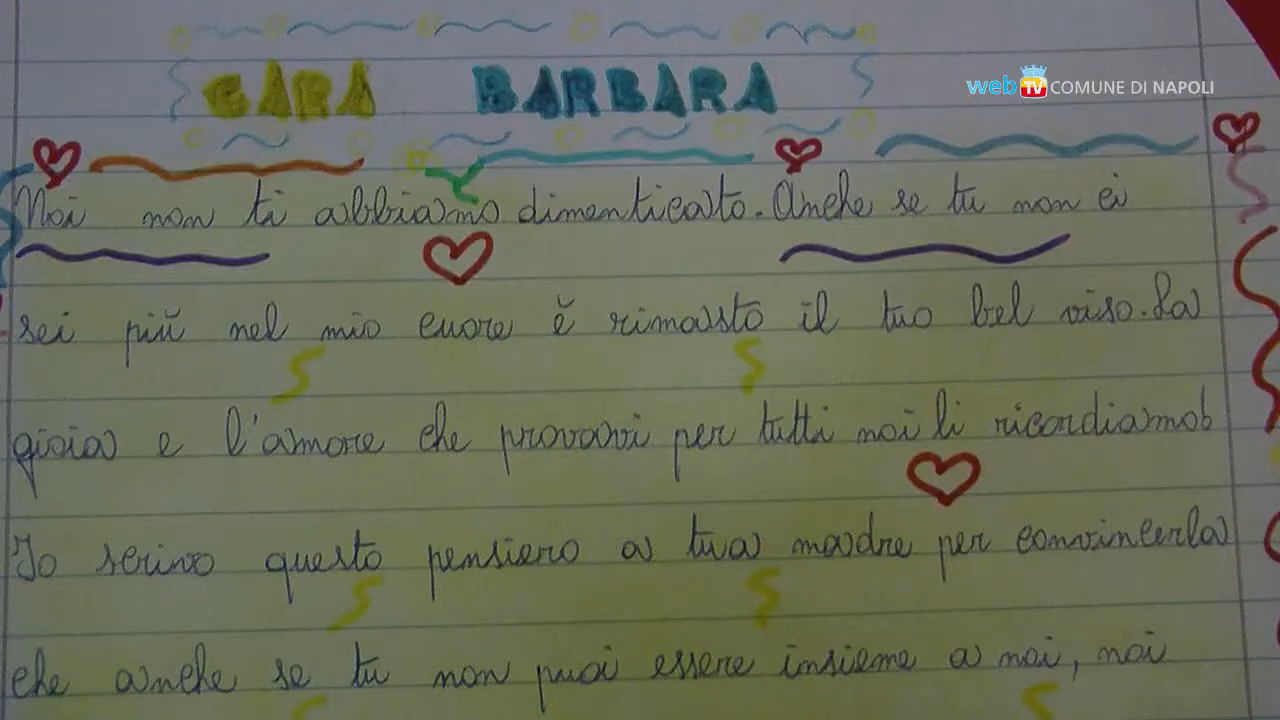 CARA BARBARA
web TV COMUNE DI NAPOLI
Noi non ti abbiamo dimenticato. Anche se tu non ci
sei più nel mio cuore è rimasto il tuo bel viso. La
gioia e l'amore che provavi per tutti noi li ricordiamo
Io scrivo questo pensiero a tua madre per convincerla
che anche se tu non puoi essere insieme a noi, noi